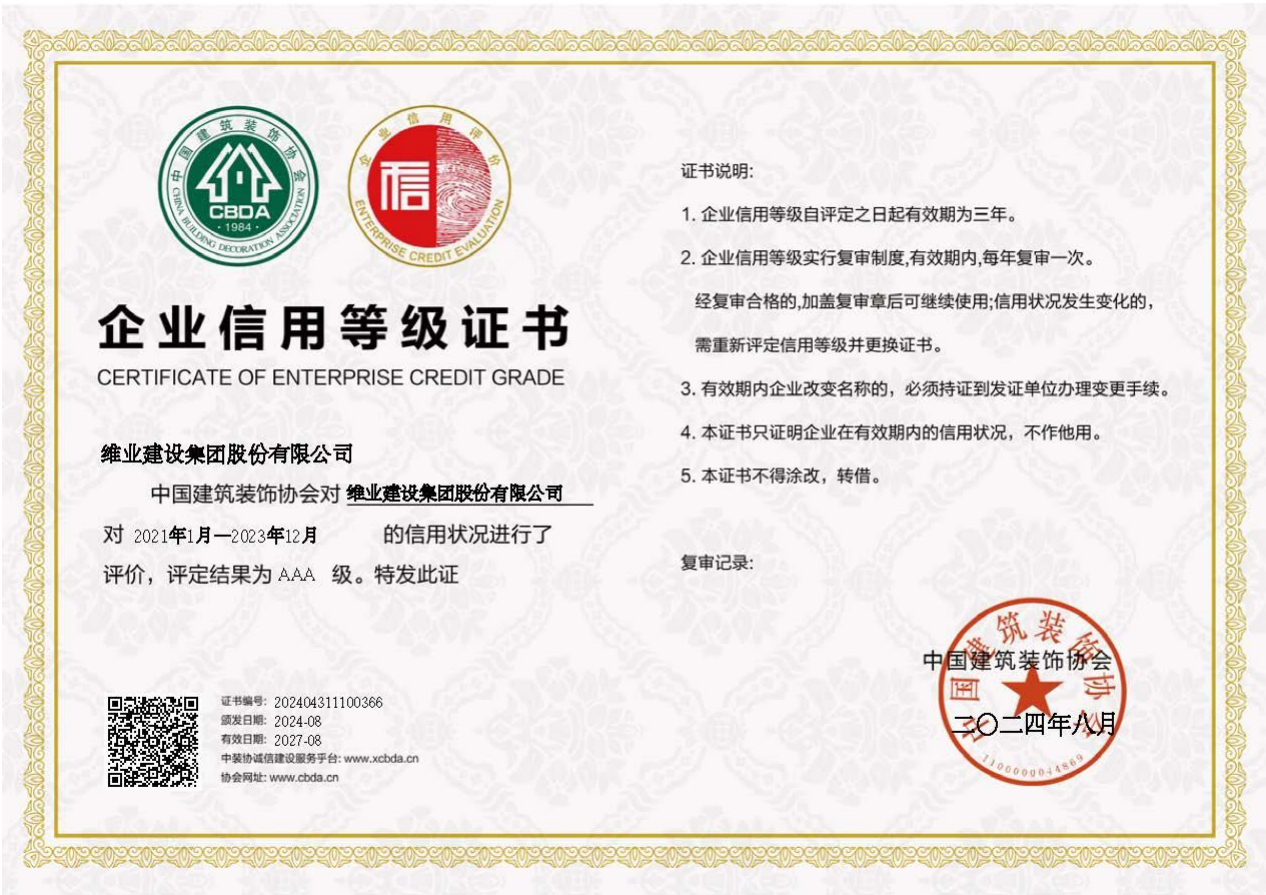 中国建筑装饰协会
CBDA
·1984·
CHINA BUILDING DECORATION ASSOCIATION
企业信用评价
信
ENTERPRISE CREDIT EVALUATION
企业信用等级证书
CERTIFICATE OF ENTERPRISE CREDIT GRADE
维业建设集团股份有限公司
中国建筑装饰协会对 维业建设集团股份有限公司
对 2021年1月—2023年12月 的信用状况进行了
评价，评定结果为 AAA 级。特发此证
证书编号: 202404311100366
颁发日期: 2024-08
有效日期: 2027-08
中装协诚信建设服务平台: www.xcbda.cn
协会网址: www.cbda.cn
证书说明:
1. 企业信用等级自评定之日起有效期为三年。
2. 企业信用等级实行复审制度,有效期内,每年复审一次。
经复审合格的,加盖复审章后可继续使用;信用状况发生变化的，
需重新评定信用等级并更换证书。
3. 有效期内企业改变名称的，必须持证到发证单位办理变更手续。
4. 本证书只证明企业在有效期内的信用状况，不作他用。
5. 本证书不得涂改，转借。
复审记录:
中国建筑装饰协会
二〇二四年八月
中国建筑装饰协会
1100000044869